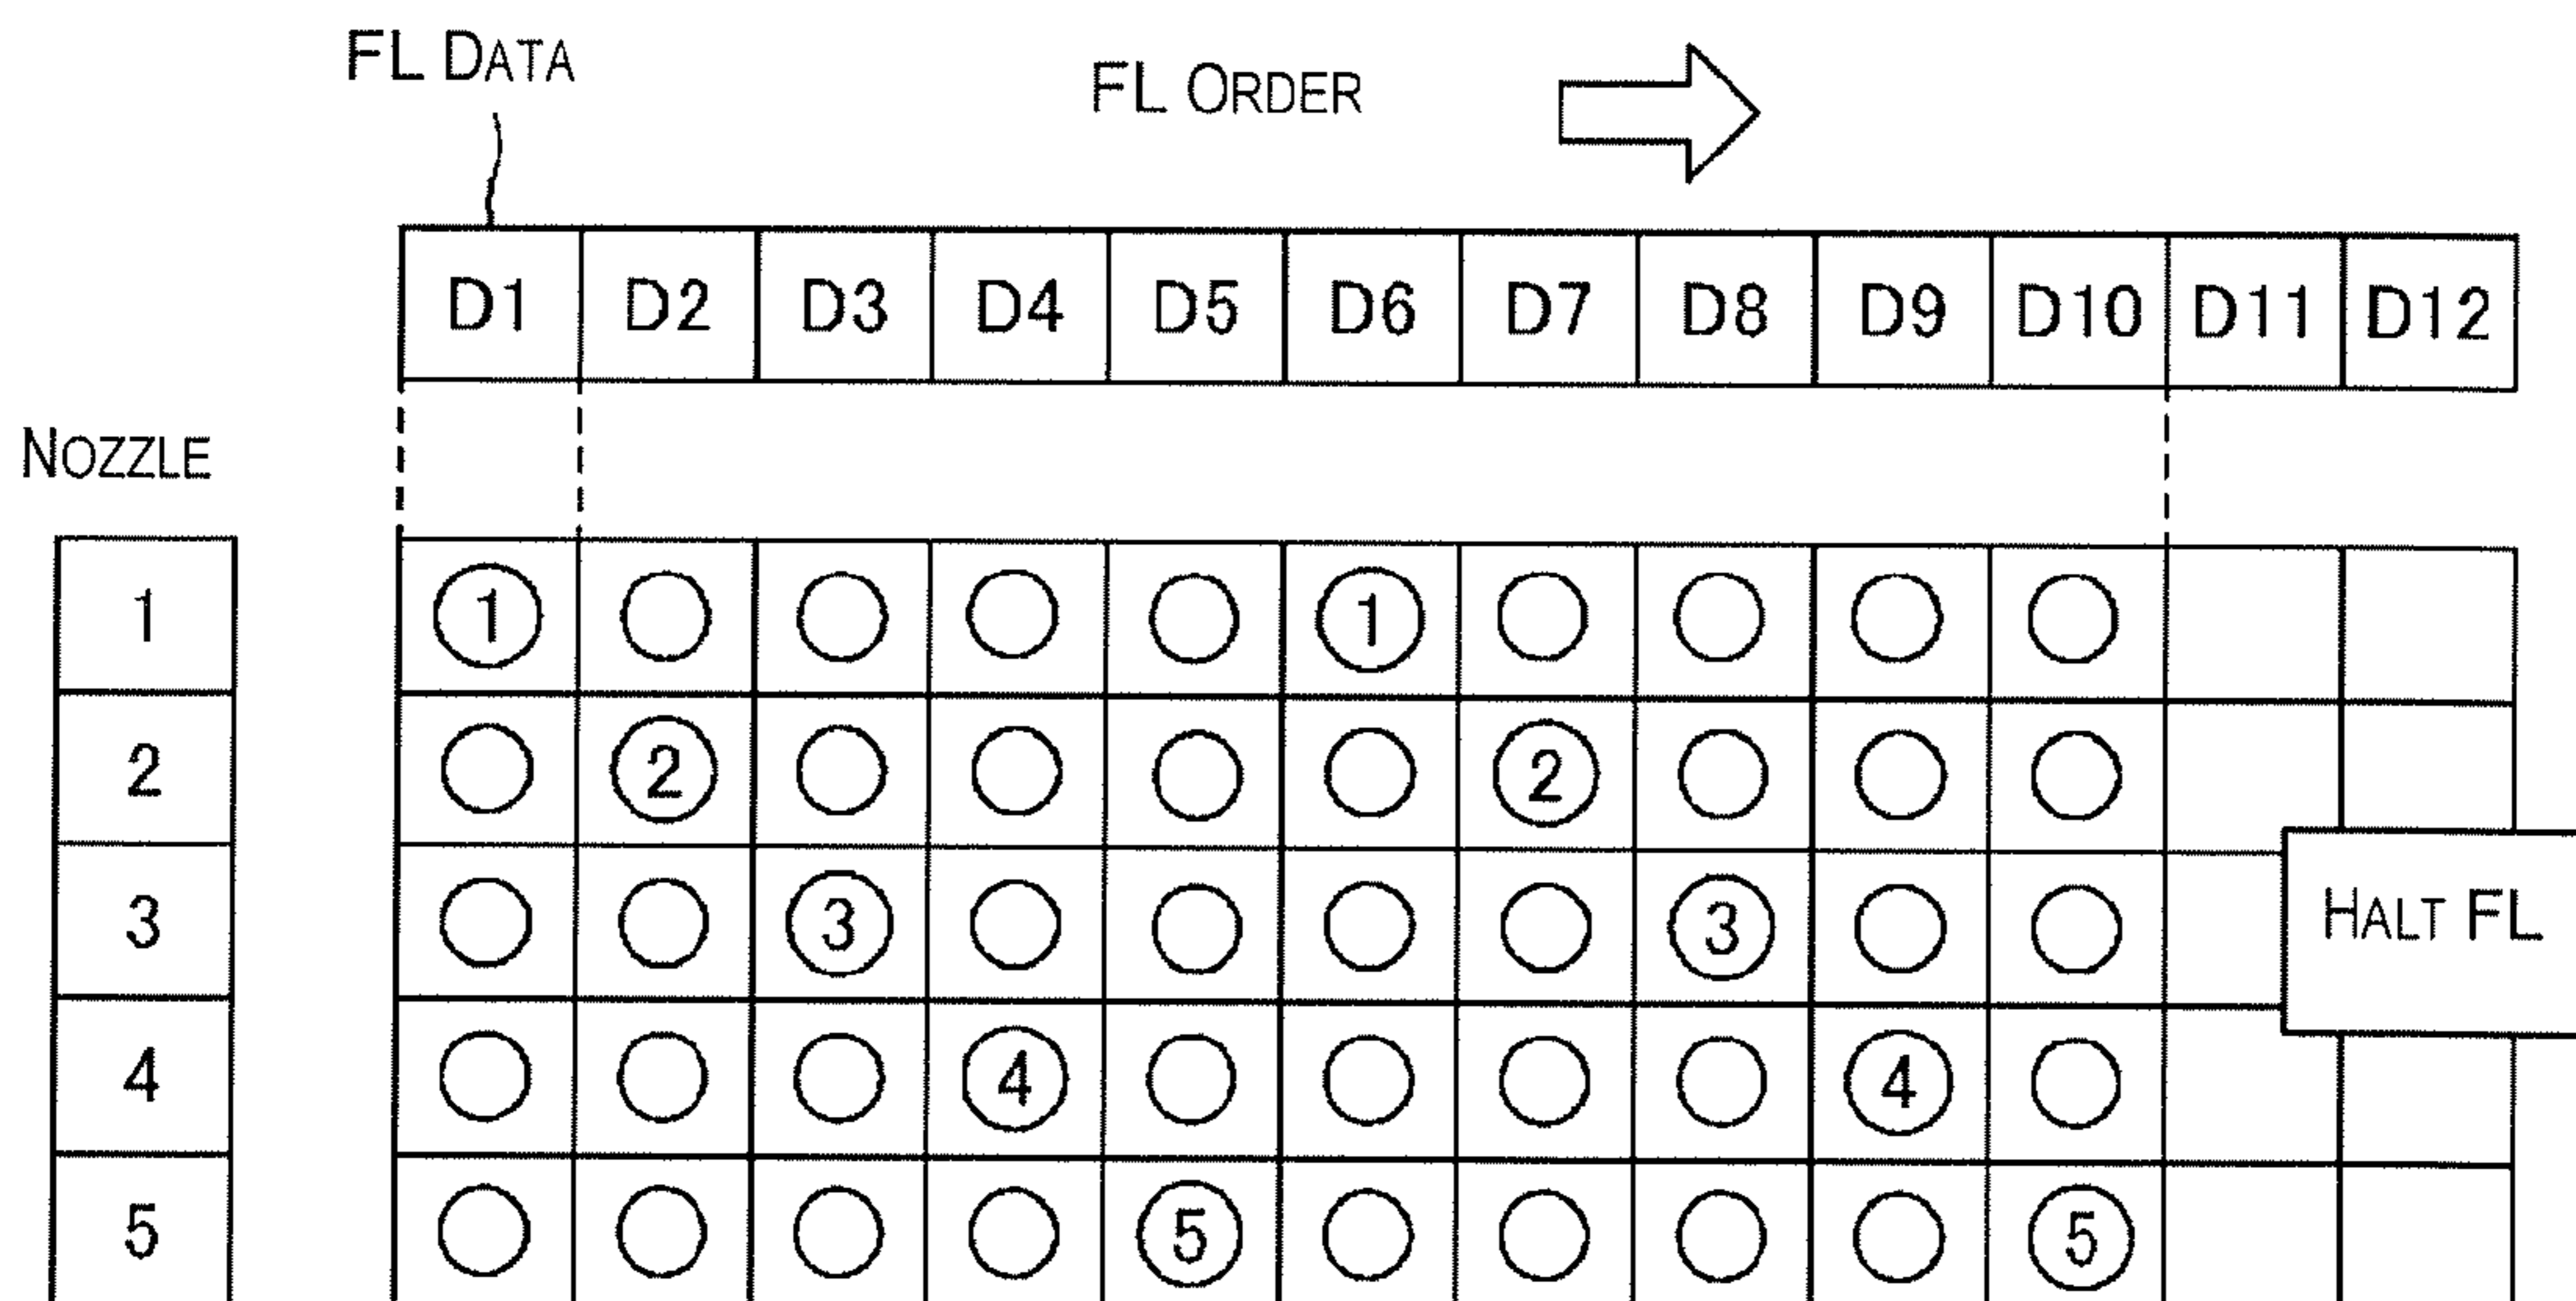 FL DATA
FL ORDER
D1 D2 D3 D4 D5 D6 D7 D8 D9 D10 D11 D12
NOZZLE
1 1 1
2 2 2
3 3 3
HALT FL
4 4 4
5 5 5